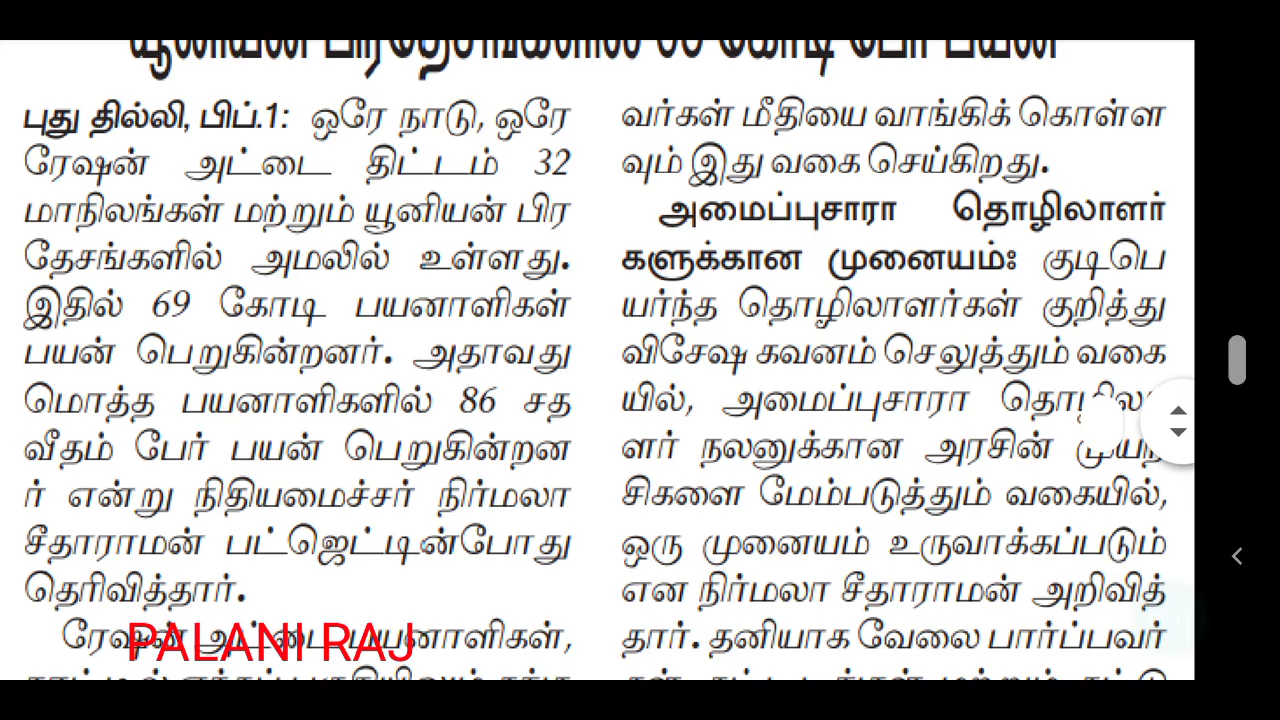 புது தில்லி, பிப்.1: ஒரே நாடு, ஒரே
ரேஷன் அட்டை திட்டம் 32
மாநிலங்கள் மற்றும் யூனியன் பிர
தேசங்களில் அமலில் உள்ளது.
இதில் 69 கோடி பயனாளிகள்
பயன் பெறுகின்றனர். அதாவது
மொத்த பயனாளிகளில் 86 சத
வீதம் பேர் பயன் பெறுகின்றன
ர் என்று நிதியமைச்சர் நிர்மலா
சீதாராமன் பட்ஜெட்டின்போது
தெரிவித்தார்.
ரேஷன் அட்டை பயனாளிகள்,
PALANI RAJ
வர்கள் மீதியை வாங்கிக் கொள்ள
வும் இது வகை செய்கிறது.
அமைப்புசாரா தொழிலாளர்
களுக்கான முனையம்: குடிபெ
யர்ந்த தொழிலாளர்கள் குறித்து
விசேஷ கவனம் செலுத்தும் வகை
யில், அமைப்புசாரா
ளர் நலனுக்கான அரசின்
சிகளை மேம்படுத்தும் வகையில்,
ஒரு முனையம் உருவாக்கப்படும்
என நிர்மலா சீதாராமன் அறிவித்
தார். தனியாக வேலை பார்ப்பவர்